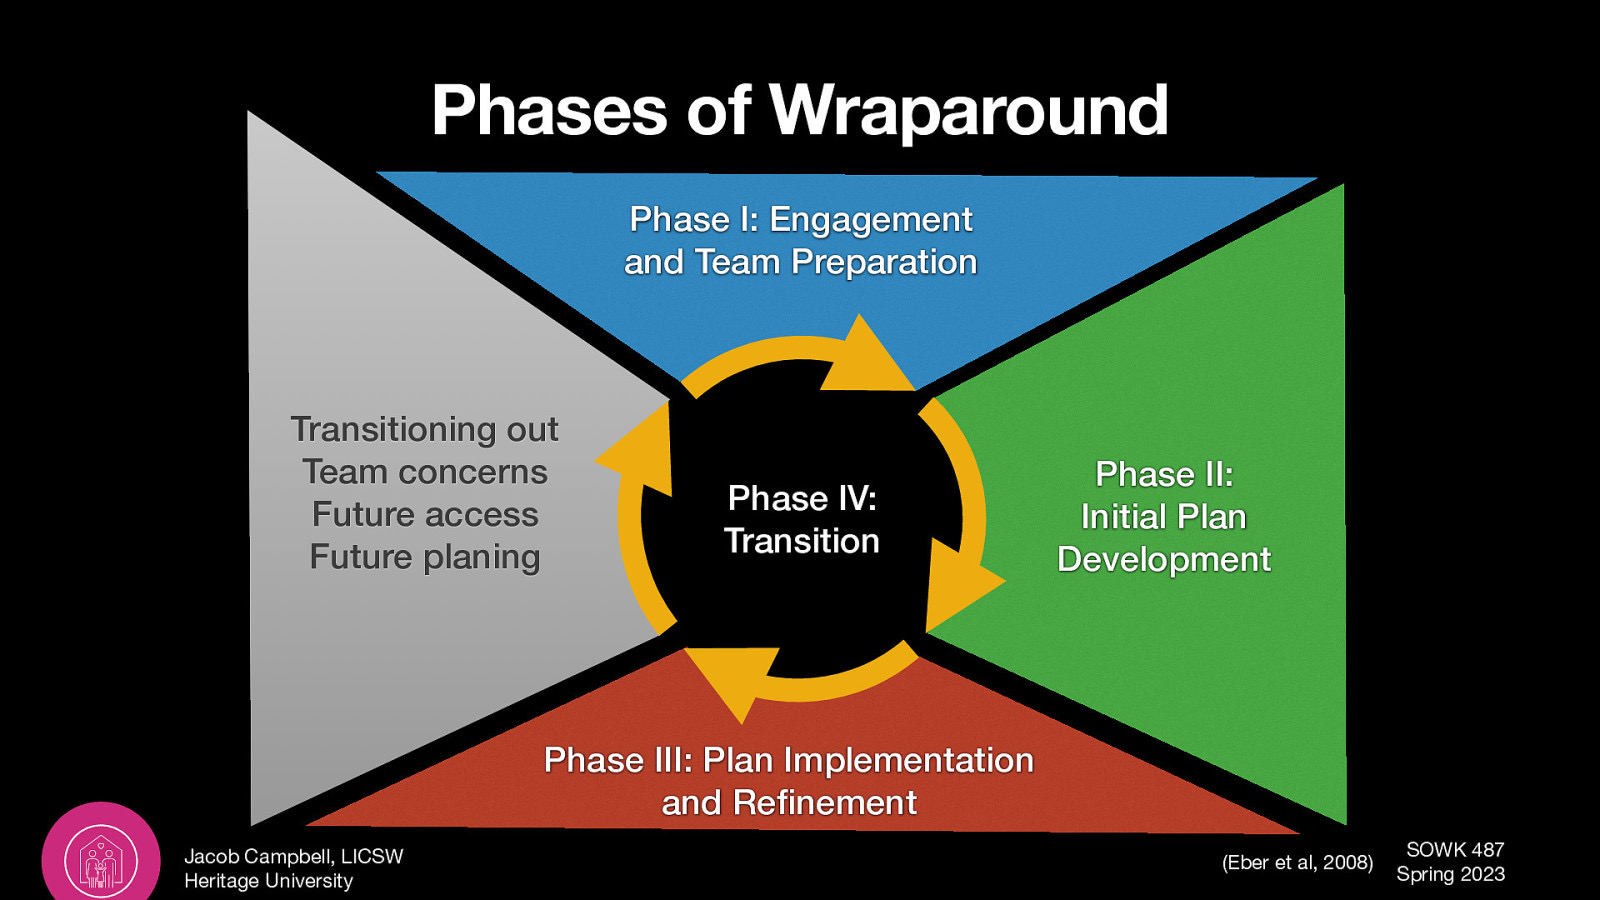 Phases of Wraparound
Phase I: Engagement
and Team Preparation
Transitioning out
Team concerns
Future access
Future planing
Phase IV:
Transition
Phase II:
Initial Plan
Development
Phase III: Plan Implementation
and Refinement
Jacob Campbell, LICSW
Heritage University
(Eber et al, 2008)
SOWK 487
Spring 2023